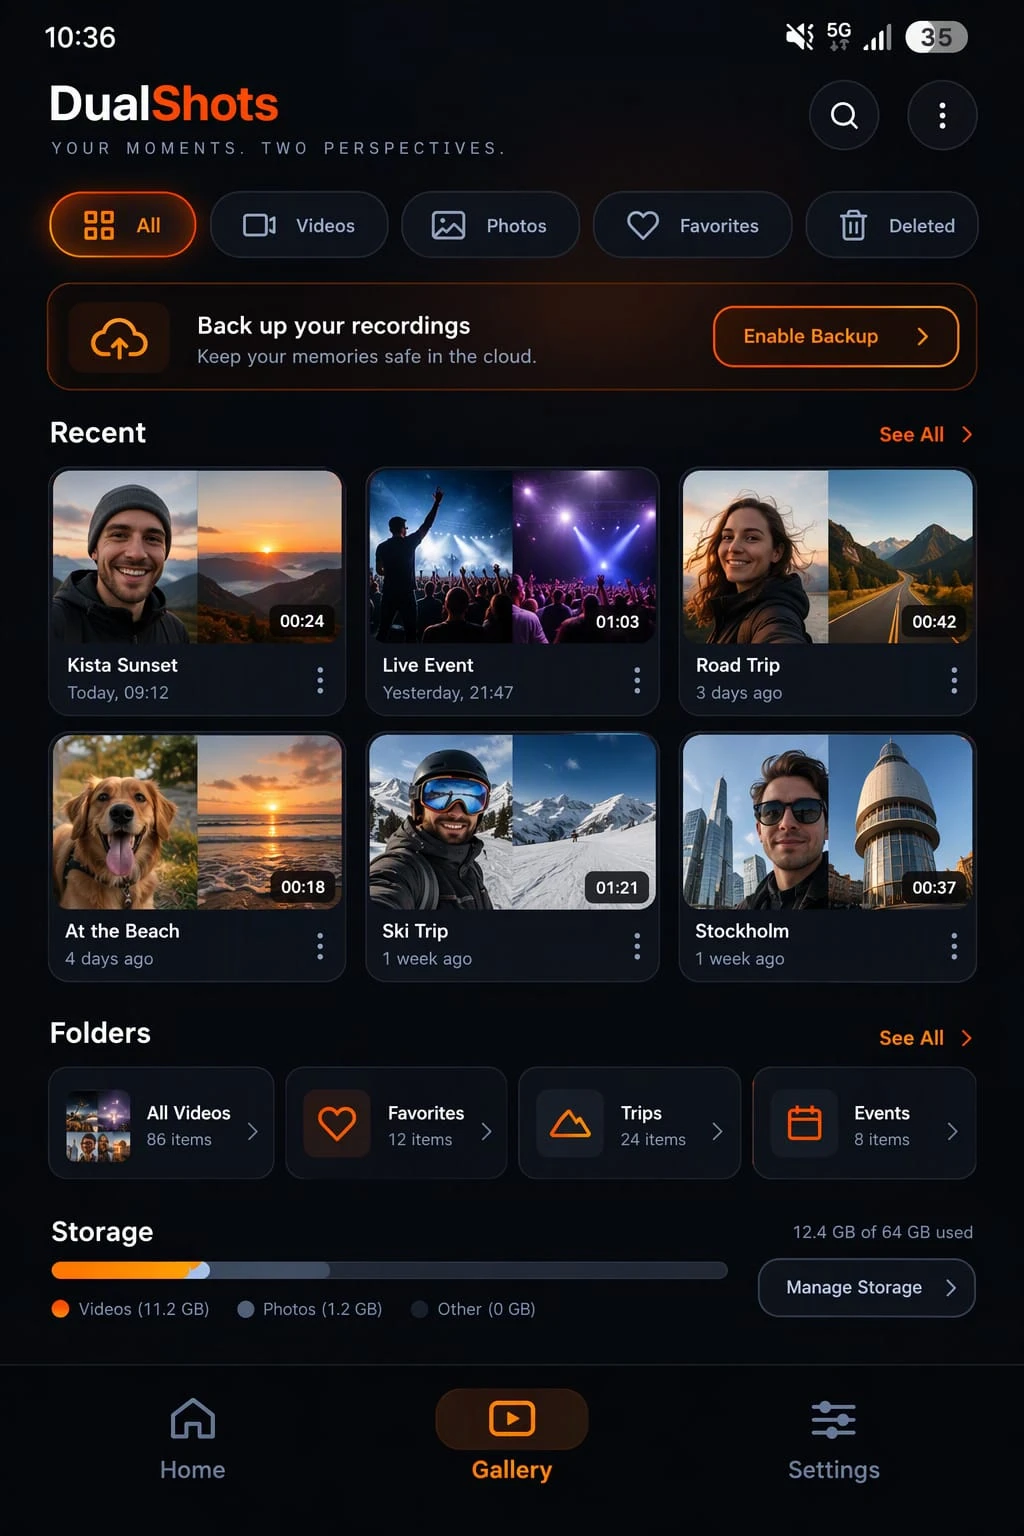 10:36
5G
35
DualShots
YOUR MOMENTS. TWO PERSPECTIVES.
All
Videos
Photos
Favorites
Deleted
Back up your recordings
Keep your memories safe in the cloud.
Enable Backup
Recent
See All
00:24
01:03
00:42
Kista Sunset
Today, 09:12
Live Event
Yesterday, 21:47
Road Trip
3 days ago
00:18
01:21
00:37
At the Beach
4 days ago
Ski Trip
1 week ago
Stockholm
1 week ago
Folders
See All
All Videos
86 items
Favorites
12 items
Trips
24 items
Events
8 items
Storage
12.4 GB of 64 GB used
Manage Storage
Videos (11.2 GB)
Photos (1.2 GB)
Other (0 GB)
Home
Gallery
Settings